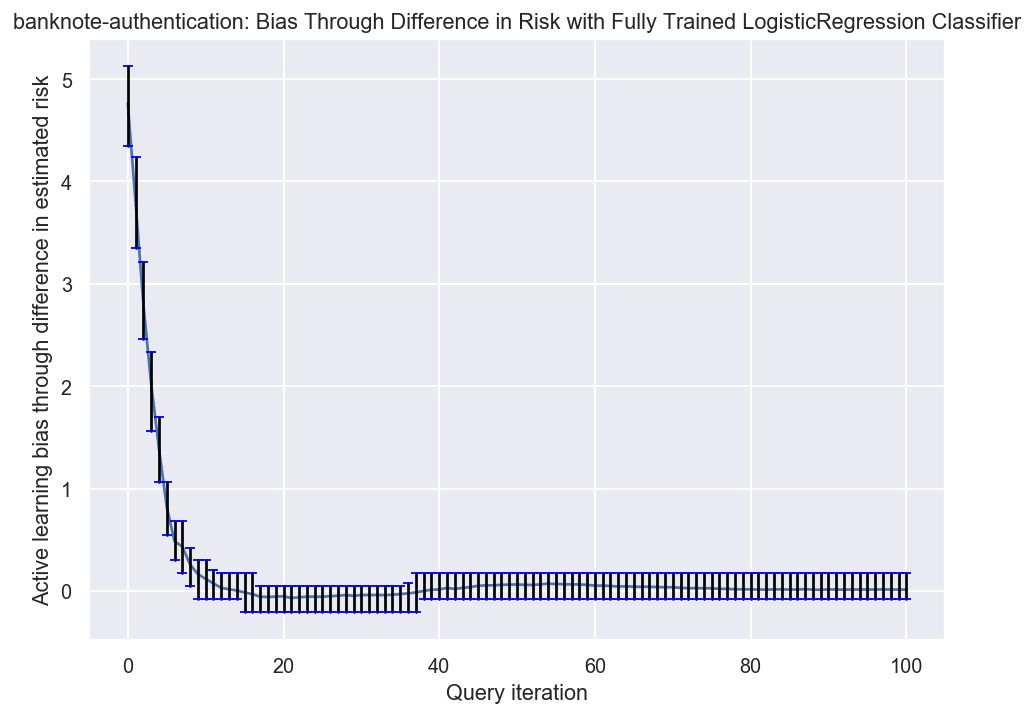 banknote-authentication: Bias Through Difference in Risk with Fully Trained LogisticRegression Classifier
Active learning bias through difference in estimated risk
5
4
3
2
1
0
0 20 40 60 80 100
Query iteration